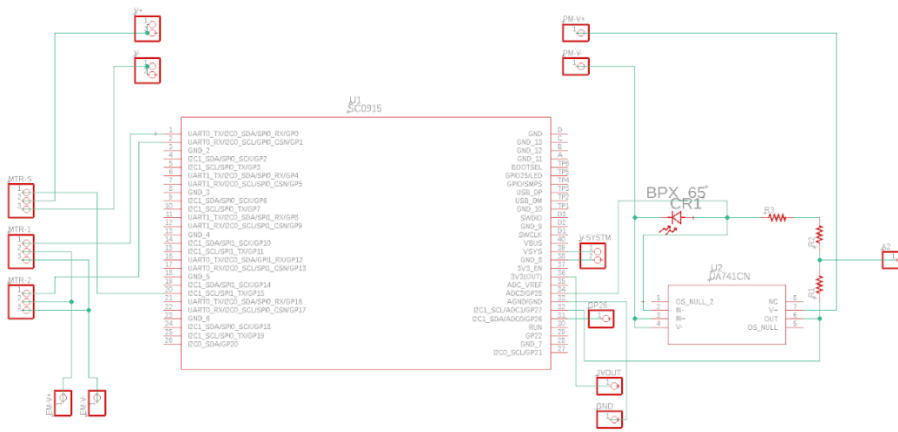 V+
V-
PM-V+
PM-V-
U1
SC0915
UART0_TX/I2C0_SDA/SPI0_RX/GP0
UART0_RX/I2C0_SCL/SPI0_CSN/GP1
GND_2
I2C1_SDA/SPI0_SCK/GP2
I2C1_SCL/SPI0_TX/GP3
UART1_TX/I2C0_SDA/SPI0_RX/GP4
UART1_RX/I2C0_SCL/SPI0_CSN/GP5
GND_3
I2C1_SDA/SPI0_SCK/GP6
I2C1_SCL/SPI0_TX/GP7
UART1_TX/I2C0_SDA/SPI1_RX/GP8
UART1_RX/I2C0_SCL/SPI1_CSN/GP9
GND_4
I2C1_SDA/SPI1_SCK/GP10
I2C1_SCL/SPI1_TX/GP11
UART0_TX/I2C0_SDA/SPI1_RX/GP12
UART0_RX/I2C0_SCL/SPI1_CSN/GP13
GND_5
I2C1_SDA/SPI1_SCK/GP14
I2C1_SCL/SPI1_TX/GP15
UART0_TX/I2C0_SDA/SPI0_RX/GP16
UART0_RX/I2C0_SCL/SPI0_CSN/GP17
GND_6
I2C1_SDA/SPI0_SCK/GP18
I2C1_SCL/SPI0_TX/GP19
I2C0_SDA/GP20
GND
GND_13
GND_12
GND_11
BOOTSEL
GPIO25/LED
GPIO/SMPS
USB_DP
USB_DM
GND_10
SWDIO
GND_9
SWCLK
VBUS
VSYS
GND_8
3V3_EN
3V3(OUT)
ADC_VREF
ADC2/GP28
AGND/GND
I2C1_SCL/ADC1/GP27
I2C1_SDA/ADC0/GP26
RUN
GP22
GND_7
I2C0_SCL/GP21
MTR-S
MTR-1
MTR-2
EM-V+
EM-V-
V-SYSTM
GP26
3VOUT
GND
BPX_65
CR1
R3
R2
R1
U2
UA741CN
OS_NULL_2
IN-
IN+
V-
NC
V+
OUT
OS_NULL